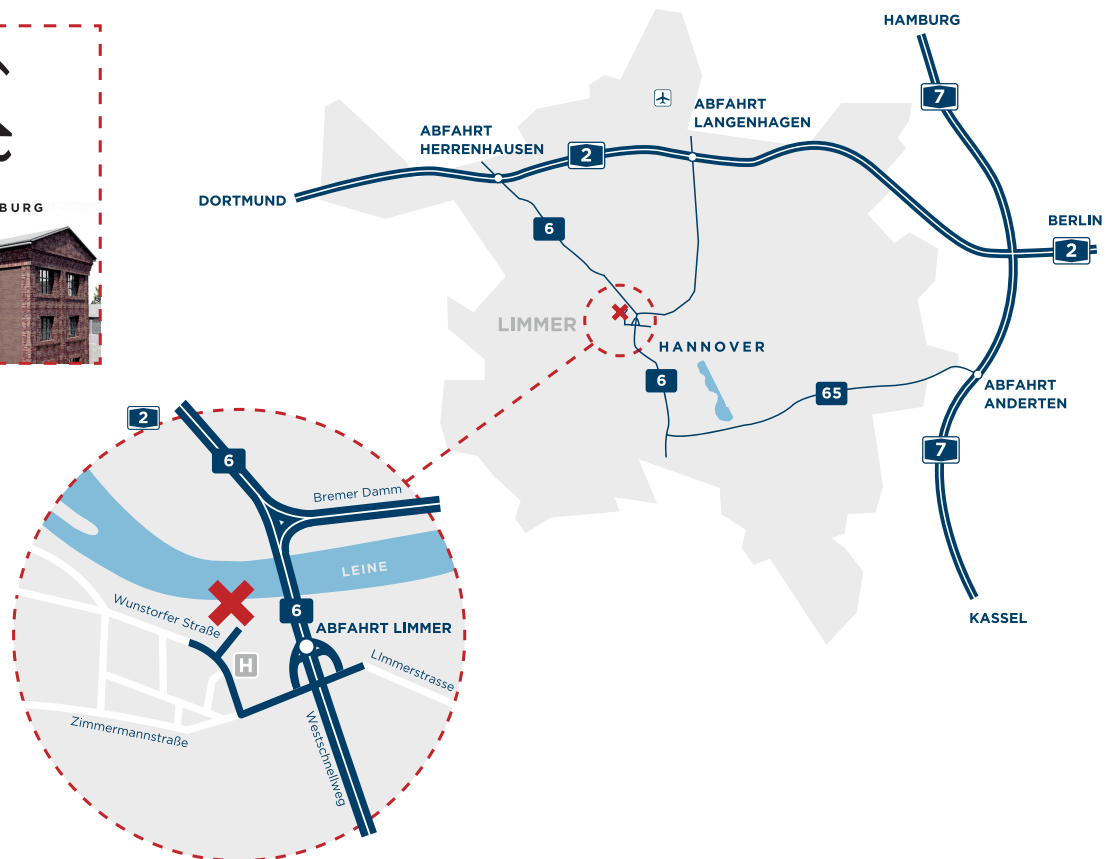 HAMBURG
7
ABFAHRT
LANGENHAGEN
ABFAHRT
HERRENHAUSEN
2
DORTMUND
BURG
6
BERLIN
2
LIMMER
HANNOVER
6
65
ABFAHRT
ANDERTEN
7
KASSEL
2
6
Bremer Damm
LEINE
Wunstorfer Straße
6
ABFAHRT LIMMER
H
LImmerstrasse
Zimmermannstraße
Westschnellweg